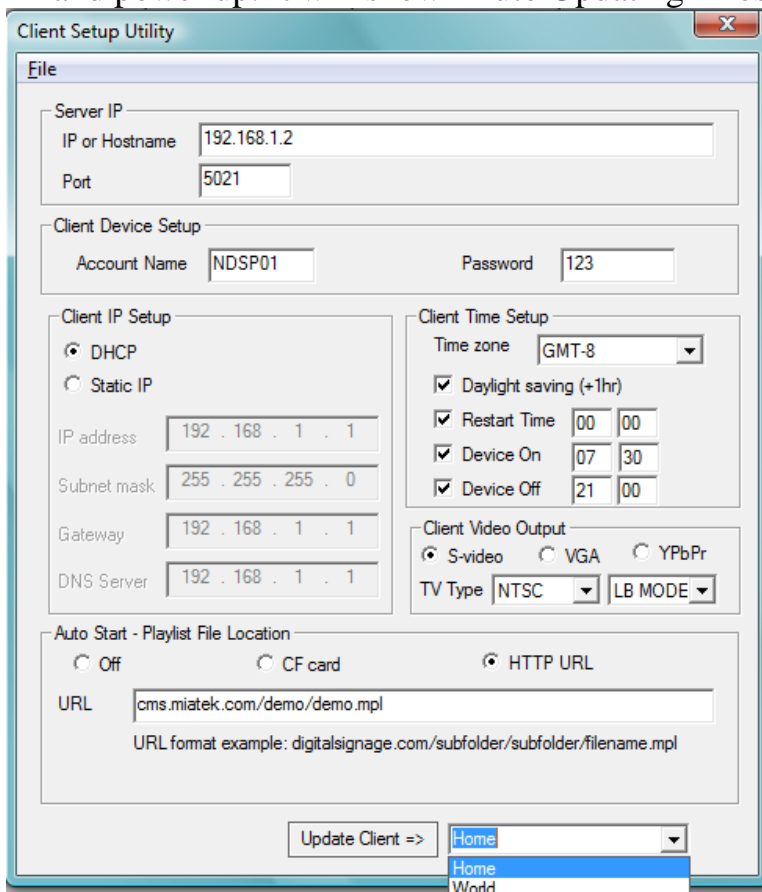 Client Setup Utility
File
Server IP
IP or Hostname 192.168.1.2
Port 5021
Client Device Setup
Account Name NDSP01 Password 123
Client IP Setup
DHCP
Static IP
IP address 192 . 168 . 1 . 1
Subnet mask 255 . 255 . 255 . 0
Gateway 192 . 168 . 1 . 1
DNS Server 192 . 168 . 1 . 1
Client Time Setup
Time zone GMT-8
Daylight saving (+1hr)
Restart Time 00 00
Device On 07 30
Device Off 21 00
Client Video Output
S-video VGA YPbPr
TV Type NTSC LB MODE
Auto Start - Playlist File Location
Off CF card HTTP URL
URL cms.miatek.com/demo/demo.mpl
URL format example: digitalsignage.com/subfolder/subfolder/filename.mpl
Update Client => Home
Home
World